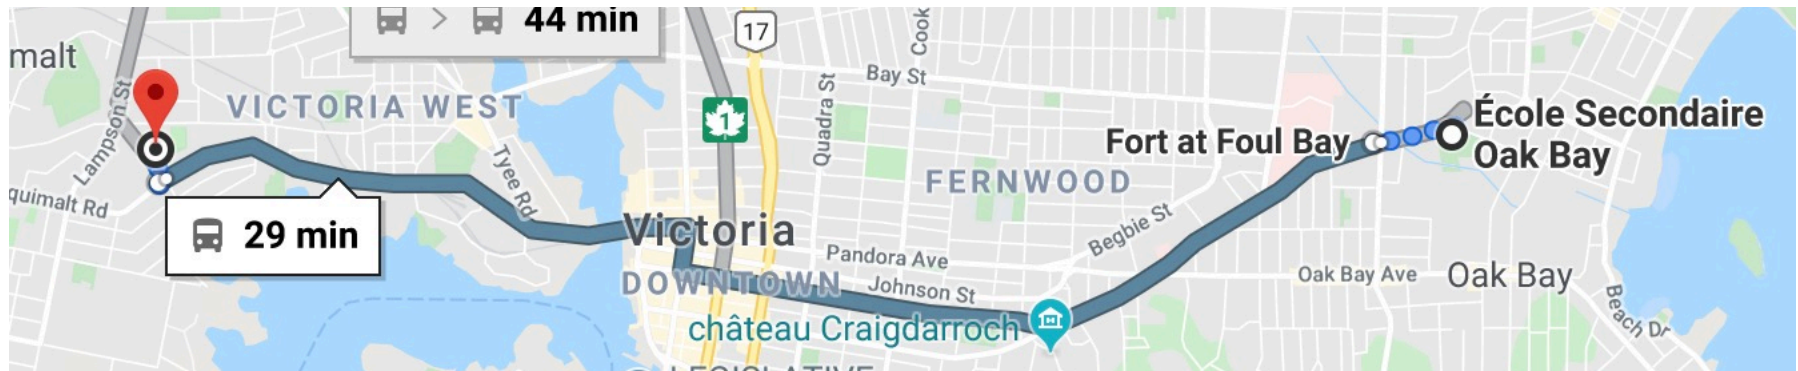 44 min
17
Cook
malt
Bay St
VICTORIA WEST
Lampson St
Quadra St
1
École Secondaire
Oak Bay
Fort at Foul Bay
Tyee Rd
FERNWOOD
quimalt Rd
29 min
Victoria
Begbie St
Pandora Ave
DOWNTOWN
Johnson St
Oak Bay Ave
Oak Bay
château Craigdarroch
Beach Dr
LEGISLATIVE